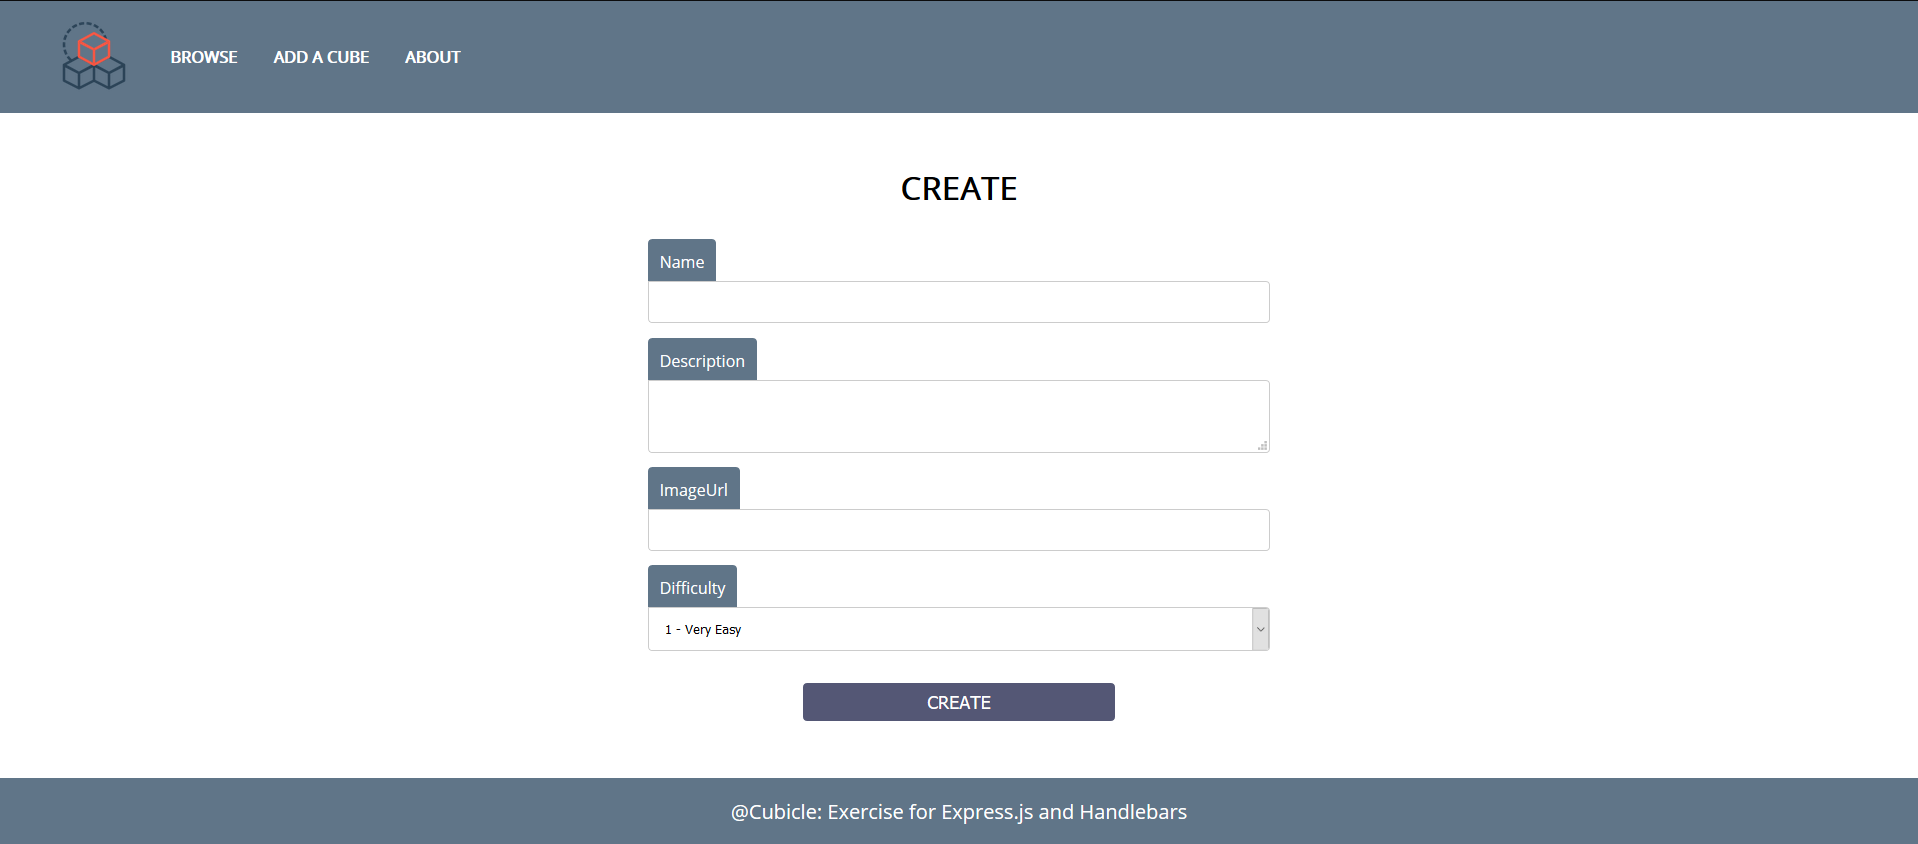 BROWSE ADD A CUBE ABOUT
CREATE
Name
Description
ImageUrl
Difficulty
1 - Very Easy
CREATE
@Cubicle: Exercise for Express.js and Handlebars